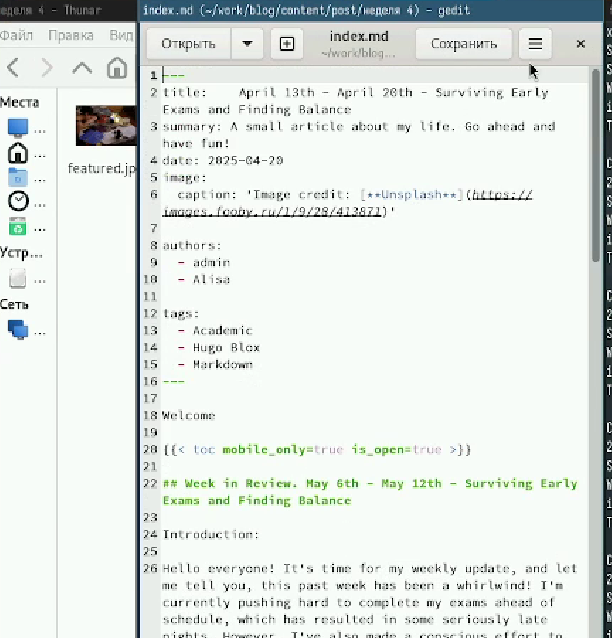 неделя 4 - Thunar
Файл Правка Вид
Места
...
...
...
...
...
Устр...
...
Сеть
...
featured.jp
index.md (~/work/blog/content/post/неделя 4) - gedit
Открыть
index.md
~/work/blog...
Сохранить
1 ---
2 title:    April 13th - April 20th - Surviving Early
Exams and Finding Balance
3 summary: A small article about my life. Go ahead and
have fun!
4 date: 2025-04-20
5 image:
6   caption: 'Image credit: [**Unsplash**](https://
images.fooby.ru/1/9/28/413871)'
7
8 authors:
9   - admin
10   - Alisa
11
12 tags:
13   - Academic
14   - Hugo Blox
15   - Markdown
16 ---
17
18 Welcome
19
20 {{< toc mobile_only=true is_open=true >}}
21
22 ## Week in Review. May 6th - May 12th - Surviving Early
Exams and Finding Balance
23
24 Introduction:
25
26 Hello everyone! It's time for my weekly update, and let
me tell you, this past week has been a whirlwind! I'm
currently pushing hard to complete my exams ahead of
schedule, which has resulted in some seriously late
nights. However, I've also made a conscious effort to